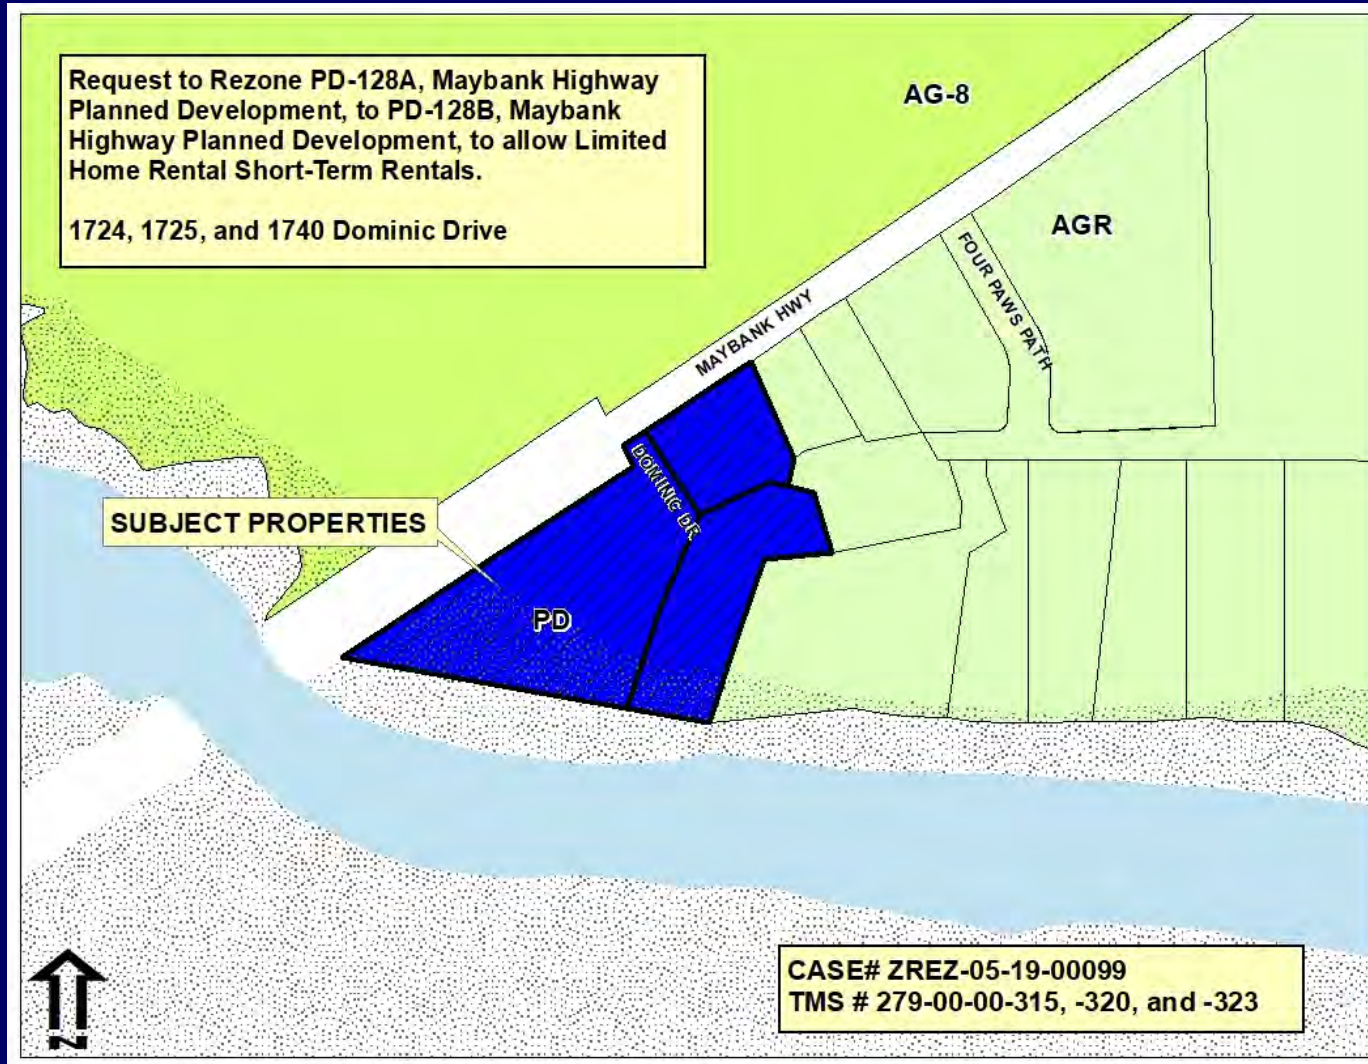 Request to Rezone PD-128A, Maybank Highway
Planned Development, to PD-128B, Maybank
Highway Planned Development, to allow Limited
Home Rental Short-Term Rentals.
1724, 1725, and 1740 Dominic Drive
AG-8
AGR
FOUR PAWS PATH
MAYBANK HWY
DOMINIC DR
SUBJECT PROPERTIES
PD
N
CASE# ZREZ-05-19-00099
TMS # 279-00-00-315, -320, and -323